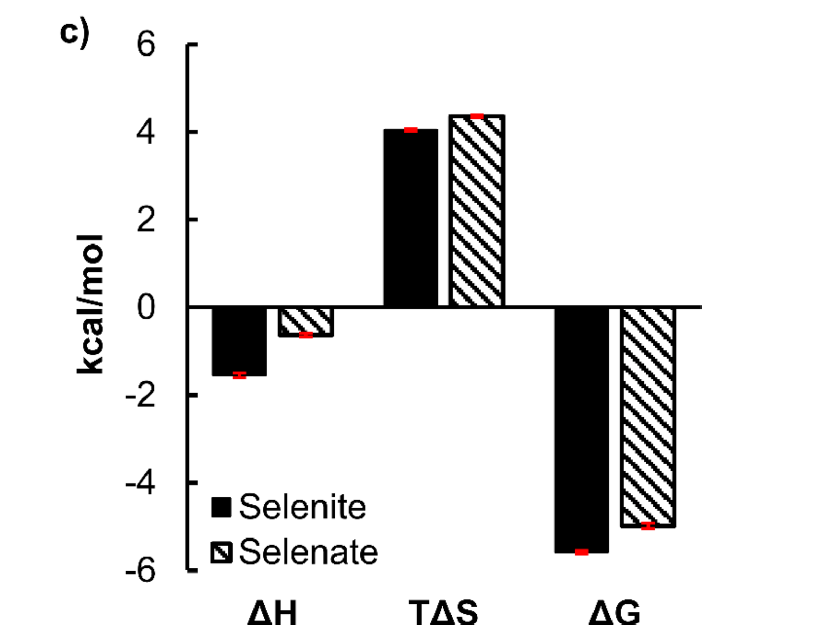 c)
6
4
2
0
-2
-4
-6
kcal/mol
Selenite
Selenate
ΔH TΔS ΔG